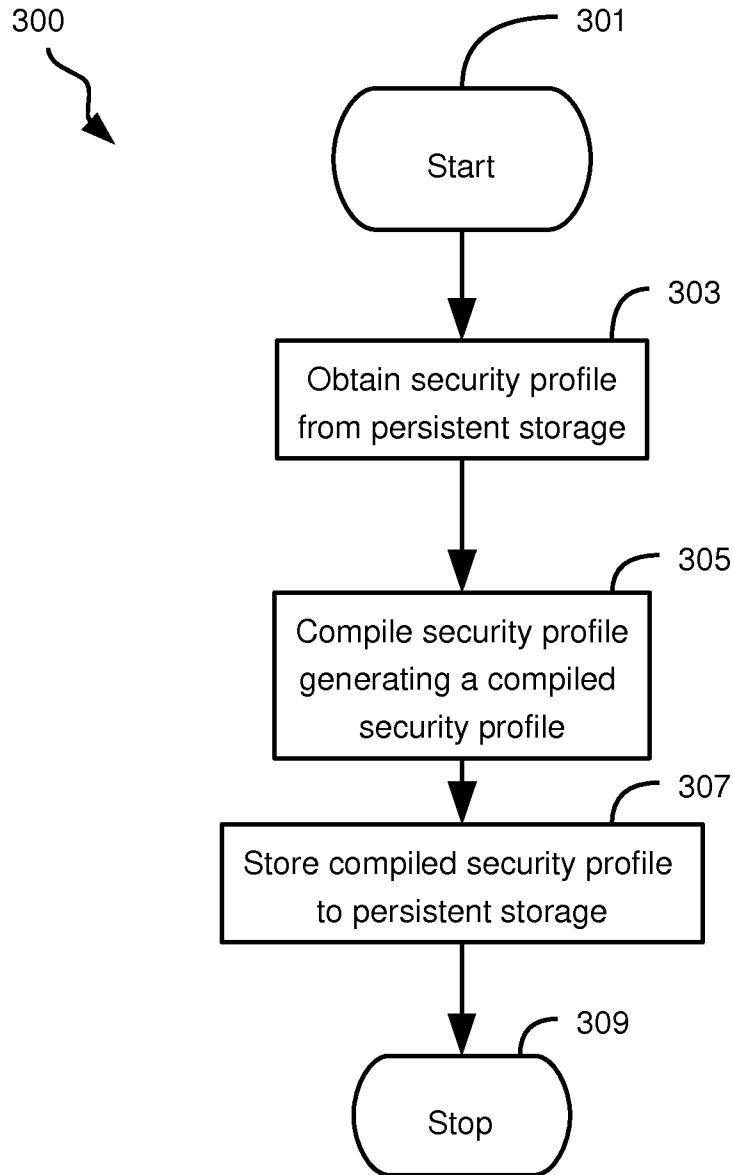 300
301
Start
303
Obtain security profile
from persistent storage
305
Compile security profile
generating a compiled
security profile
307
Store compiled security profile
to persistent storage
309
Stop